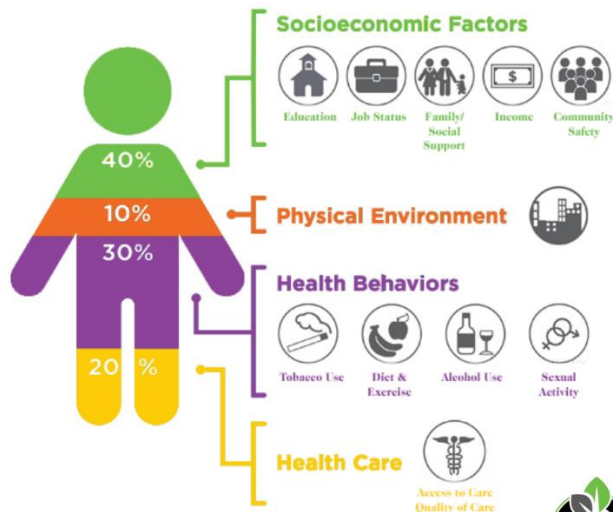 Socioeconomic Factors
Education
Job Status
Family/
Social
Support
Income
Community
Safety
40%
10%
Physical Environment
30%
Health Behaviors
Tobacco Use
Diet &
Exercise
Alcohol Use
Sexual
Activity
20 %
Health Care
Access to Care
Quality of Care
$